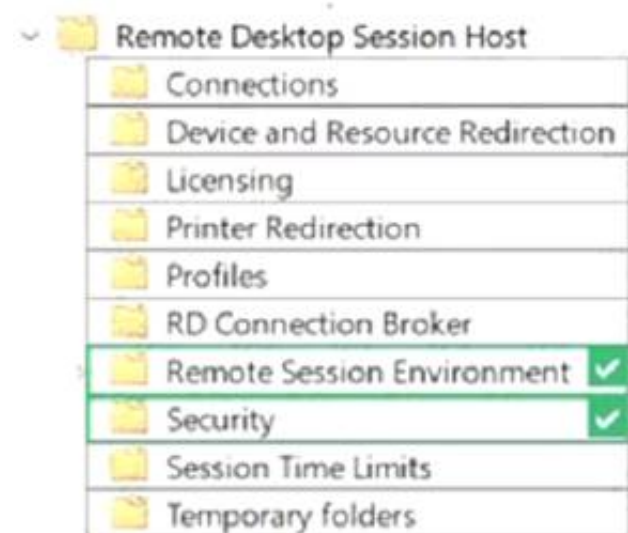 Remote Desktop Session Host
Connections
Device and Resource Redirection
Licensing
Printer Redirection
Profiles
RD Connection Broker
Remote Session Environment
Security
Session Time Limits
Temporary folders